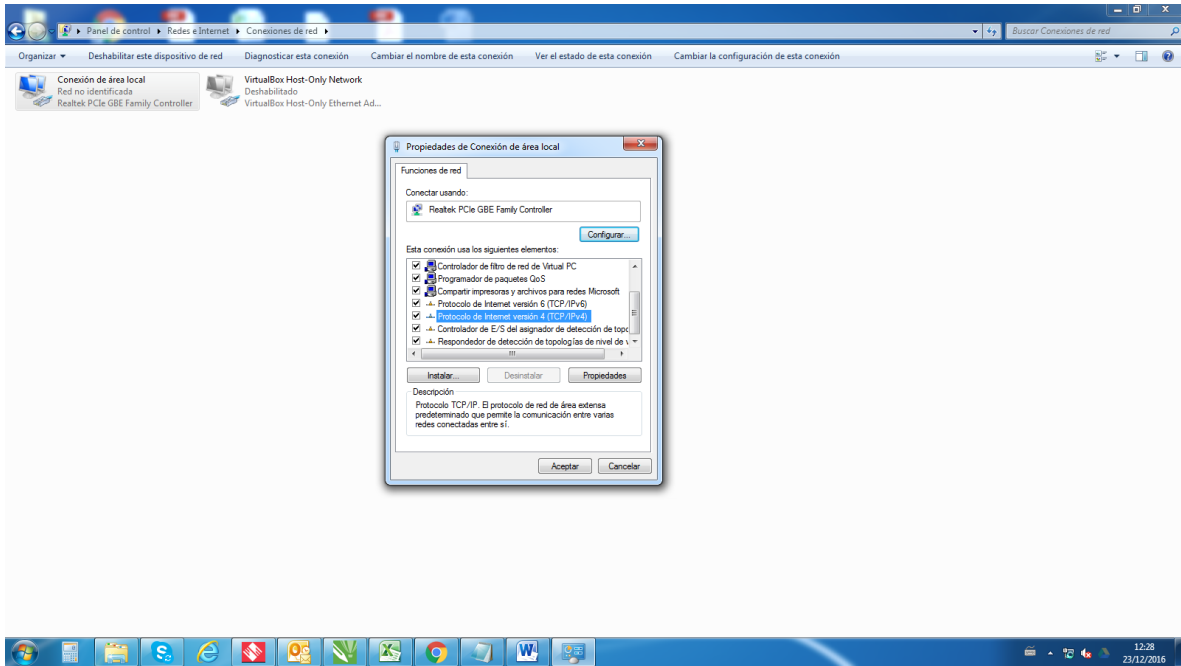 Panel de control Redes e Internet Conexiones de red
Buscar Conexiones de red
Organizar Deshabilitar este dispositivo de red Diagnosticar esta conexión Cambiar el nombre de esta conexión Ver el estado de esta conexión Cambiar la configuración de esta conexión
Conexión de área local
Red no identificada
Realtek PCIe GBE Family Controller
VirtualBox Host-Only Network
Deshabilitado
VirtualBox Host-Only Ethernet Ad...
Propiedades de Conexión de área local
Funciones de red
Conectar usando:
Realtek PCIe GBE Family Controller
Configurar...
Esta conexión usa los siguientes elementos:
Controlador de filtro de red de Virtual PC
Programador de paquetes QoS
Compartir impresoras y archivos para redes Microsoft
Protocolo de Internet versión 6 (TCP/IPv6)
Protocolo de Internet versión 4 (TCP/IPv4)
Controlador de E/S del asignador de detección de topo
Respondedor de detección de topologías de nivel de v
Instalar... Desinstalar Propiedades
Descripción
Protocolo TCP/IP. El protocolo de red de área extensa
predeterminado que permite la comunicación entre varias
redes conectadas entre sí.
Aceptar Cancelar
12:28
23/12/2016